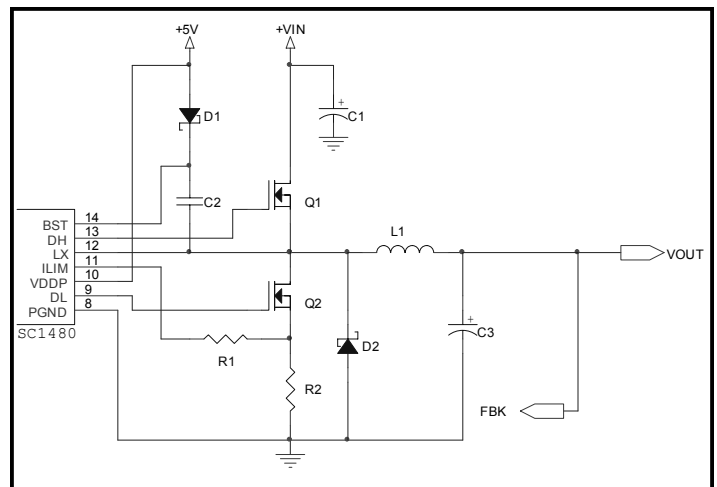 +5V
+VIN
D1
+
C1
C2
Q1
BST 14
DH 13
LX 12
ILIM 11
VDDP 10
DL 9
PGND 8
SC1480
L1
VOUT
Q2
D2
+
C3
R1
R2
FBK